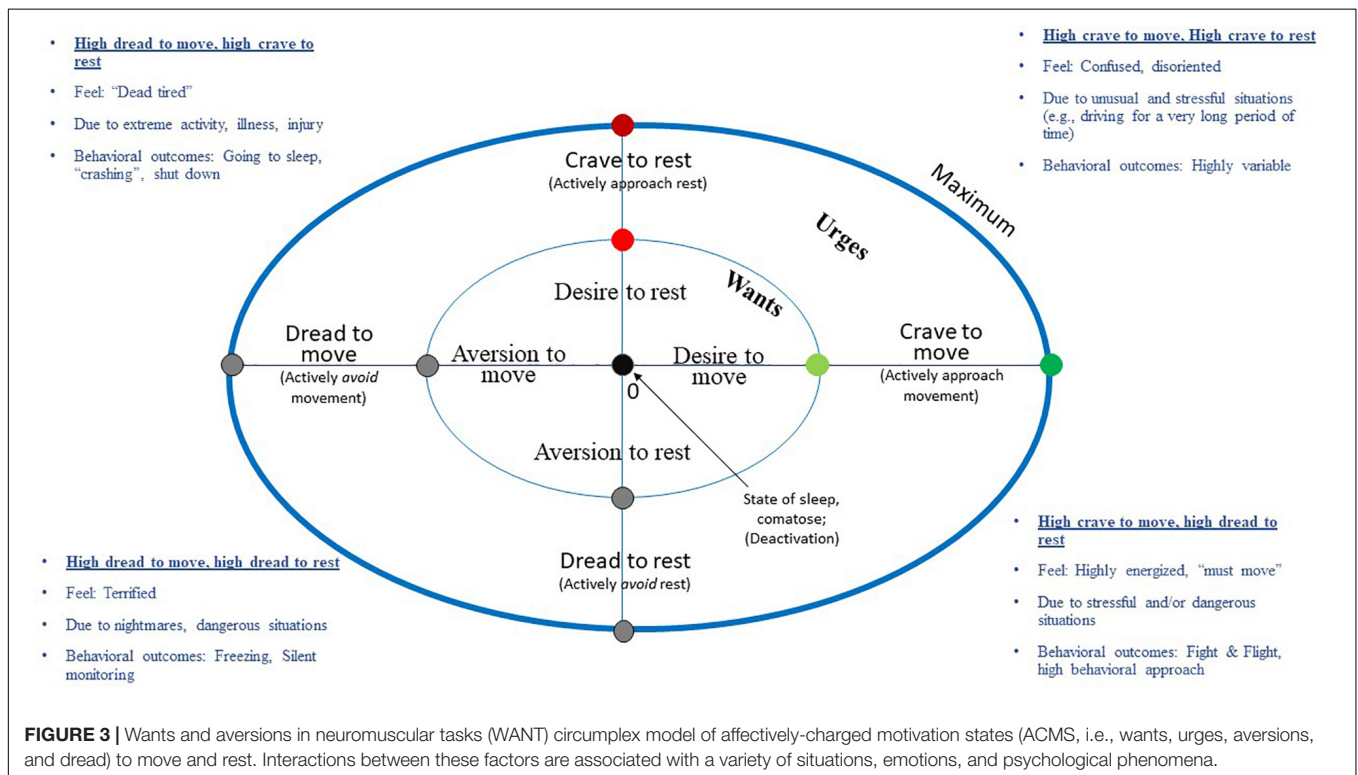 • High dread to move, high crave to
rest
• Feel: "Dead tired"
• Due to extreme activity, illness, injury
• Behavioral outcomes: Going to sleep,
"crashing", shut down
• High crave to move, High crave to rest
• Feel: Confused, disoriented
• Due to unusual and stressful situations
(e.g., driving for a very long period of
time)
• Behavioral outcomes: Highly variable
Crave to rest
(Actively approach rest)
Maximum
Urges
Wants
Desire to rest
Dread to
move
(Actively avoid
movement)
Aversion to
move
0
Desire to
move
Crave to
move
(Actively approach
movement)
Aversion to rest
State of sleep,
comatose;
(Deactivation)
Dread to rest
(Actively avoid rest)
• High dread to move, high dread to rest
• Feel: Terrified
• Due to nightmares, dangerous situations
• Behavioral outcomes: Freezing, Silent
monitoring
• High crave to move, high dread to
rest
• Feel: Highly energized, "must move"
• Due to stressful and/or dangerous
situations
• Behavioral outcomes: Fight & Flight,
high behavioral approach
FIGURE 3 | Wants and aversions in neuromuscular tasks (WANT) circumplex model of affectively-charged motivation states (ACMS, i.e., wants, urges, aversions,
and dread) to move and rest. Interactions between these factors are associated with a variety of situations, emotions, and psychological phenomena.